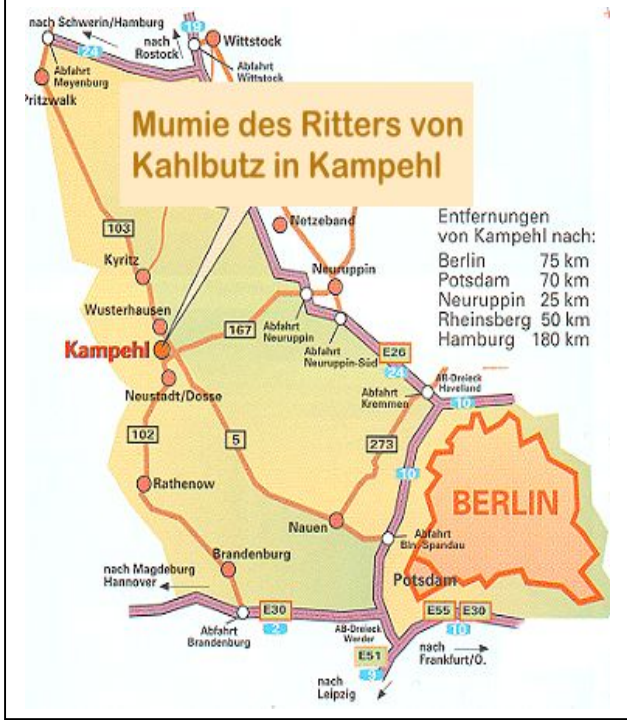 nach Schwerin/Hamburg
19
nach
Rostock
Wittstock
24
Abfahrt
Meyenburg
Abfahrt
Wittstock
Pritzwalk
Mumie des Ritters von
Kahlbutz in Kampehl
103
Netzeband
Entfernungen
von Kampehl nach:
Berlin 75 km
Potsdam 70 km
Neuruppin 25 km
Rheinsberg 50 km
Hamburg 180 km
Kyritz
Neuruppin
Wusterhausen
167
Abfahrt
Neuruppin
Abfahrt
Neuruppin-Süd
Kampehl
E26
24
AB-Dreieck
Havelland
Neustadt/Dosse
Abfahrt
Kremmen
10
102
5
273
10
Rathenow
BERLIN
Nauen
Abfahrt
Bln.-Spandau
Brandenburg
nach Magdeburg
Hannover
Potsdam
E30
2
E55
E30
10
Abfahrt
Brandenburg
AB-Dreieck
Werder
E51
9
nach
Frankfurt/O.
nach
Leipzig